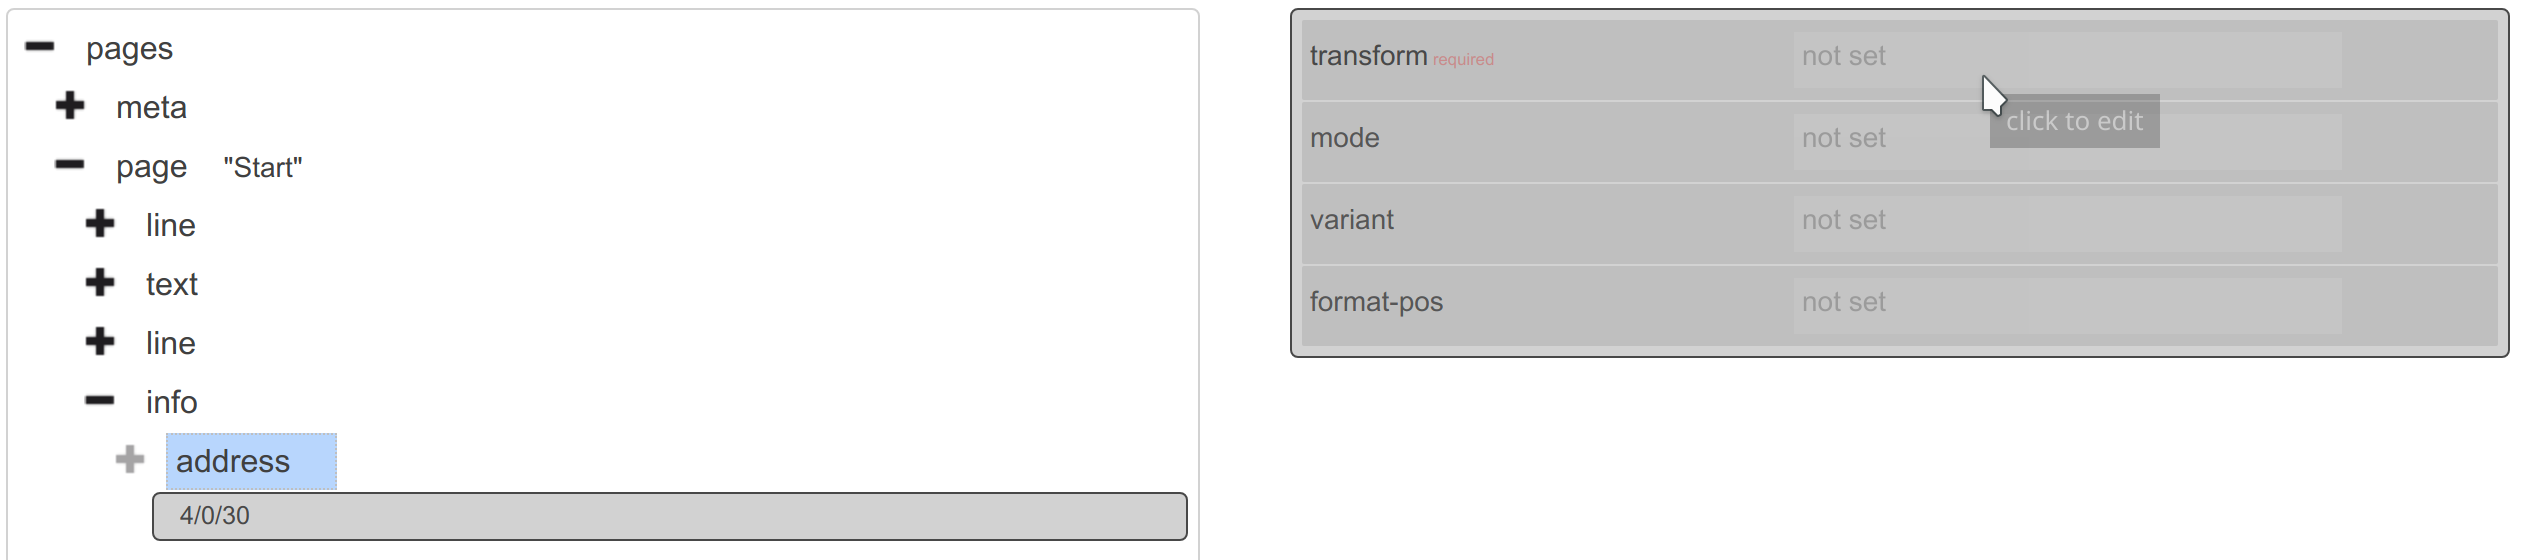 pages
meta
page "Start"
line
text
line
info
address
4/0/30
transform required not set
click to edit
mode not set
variant not set
format-pos not set